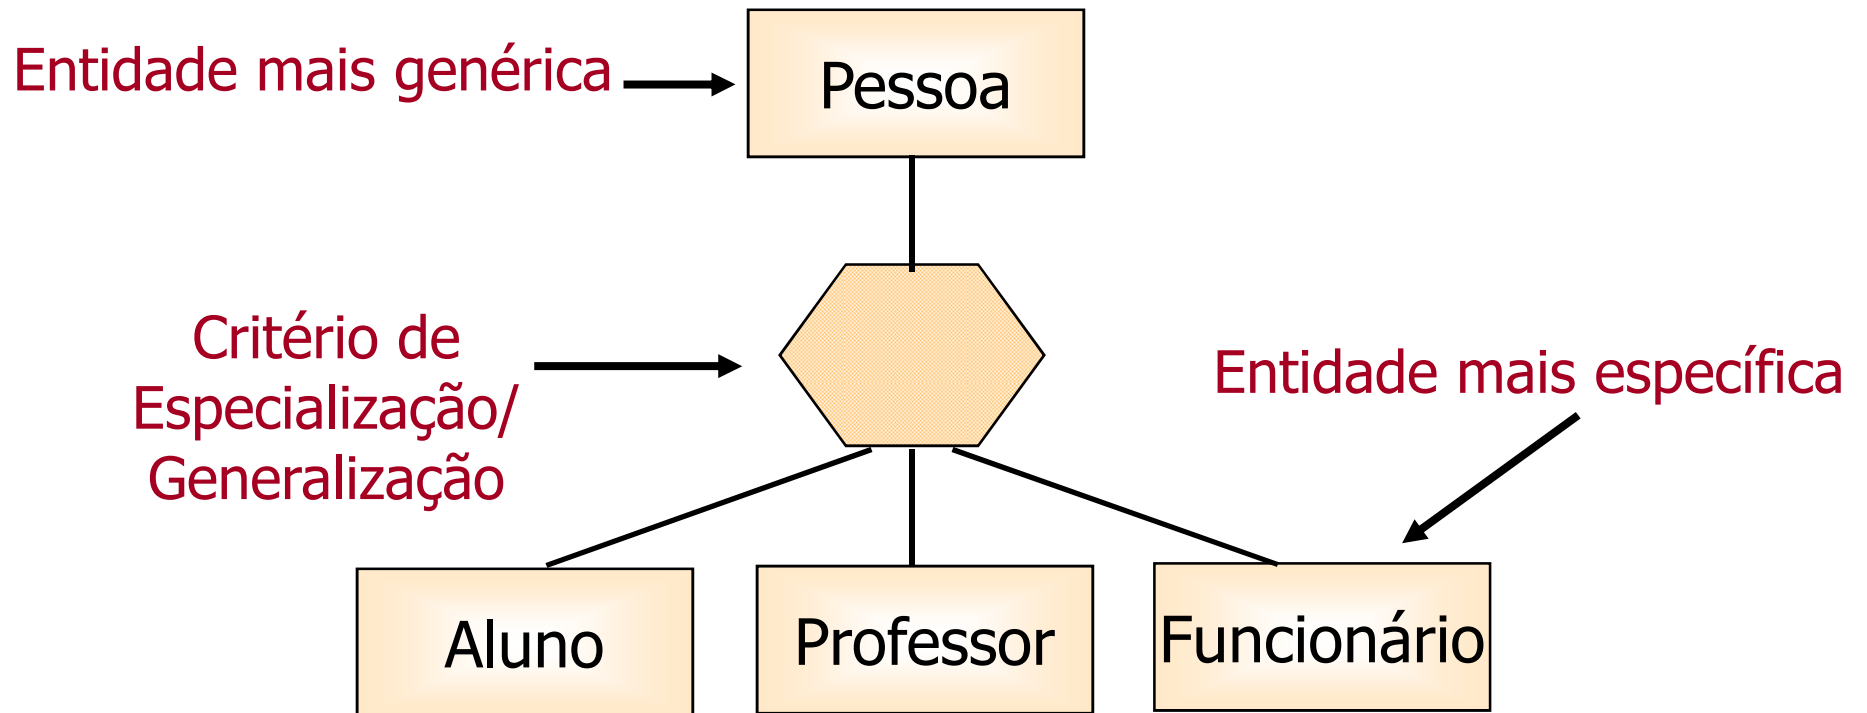 Entidade mais genérica
Pessoa
Critério de
Especialização/
Generalização
Entidade mais específica
Aluno
Professor
Funcionário